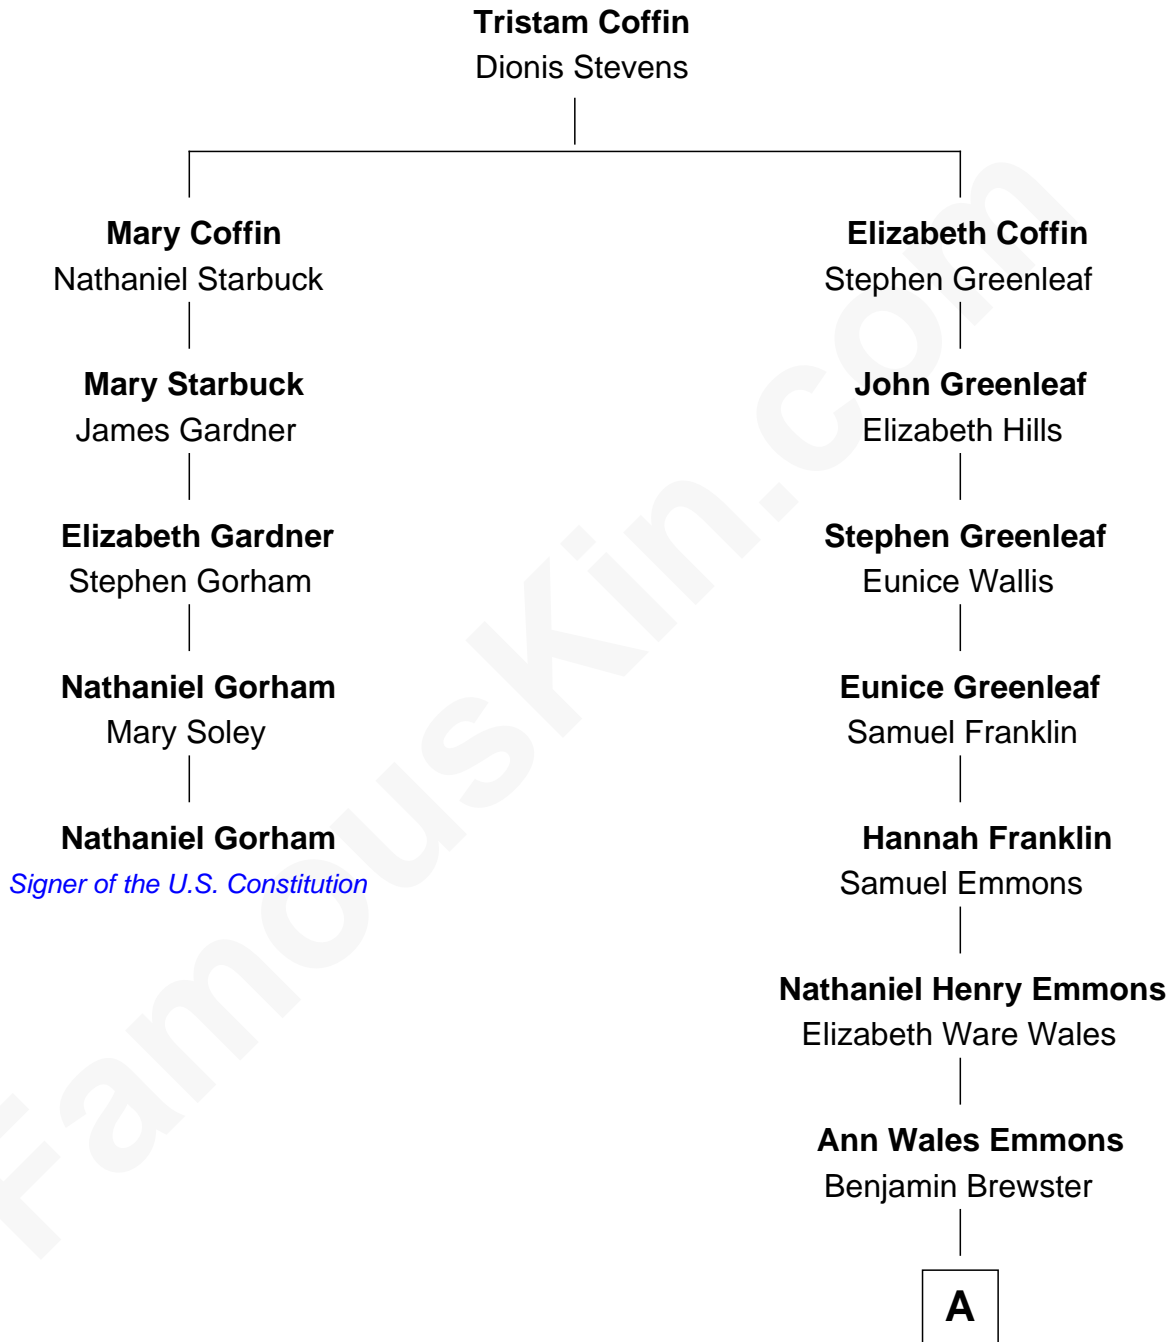 Tristam Coffin
Dionis Stevens
Mary Coffin
Nathaniel Starbuck
Elizabeth Coffin
Stephen Greenleaf
Mary Starbuck
James Gardner
John Greenleaf
Elizabeth Hills
Elizabeth Gardner
Stephen Gorham
Stephen Greenleaf
Eunice Wallis
Nathaniel Gorham
Mary Soley
Eunice Greenleaf
Samuel Franklin
Nathaniel Gorham
Signer of the U.S. Constitution
Hannah Franklin
Samuel Emmons
Nathaniel Henry Emmons
Elizabeth Ware Wales
Ann Wales Emmons
Benjamin Brewster
A
FamousKin.com